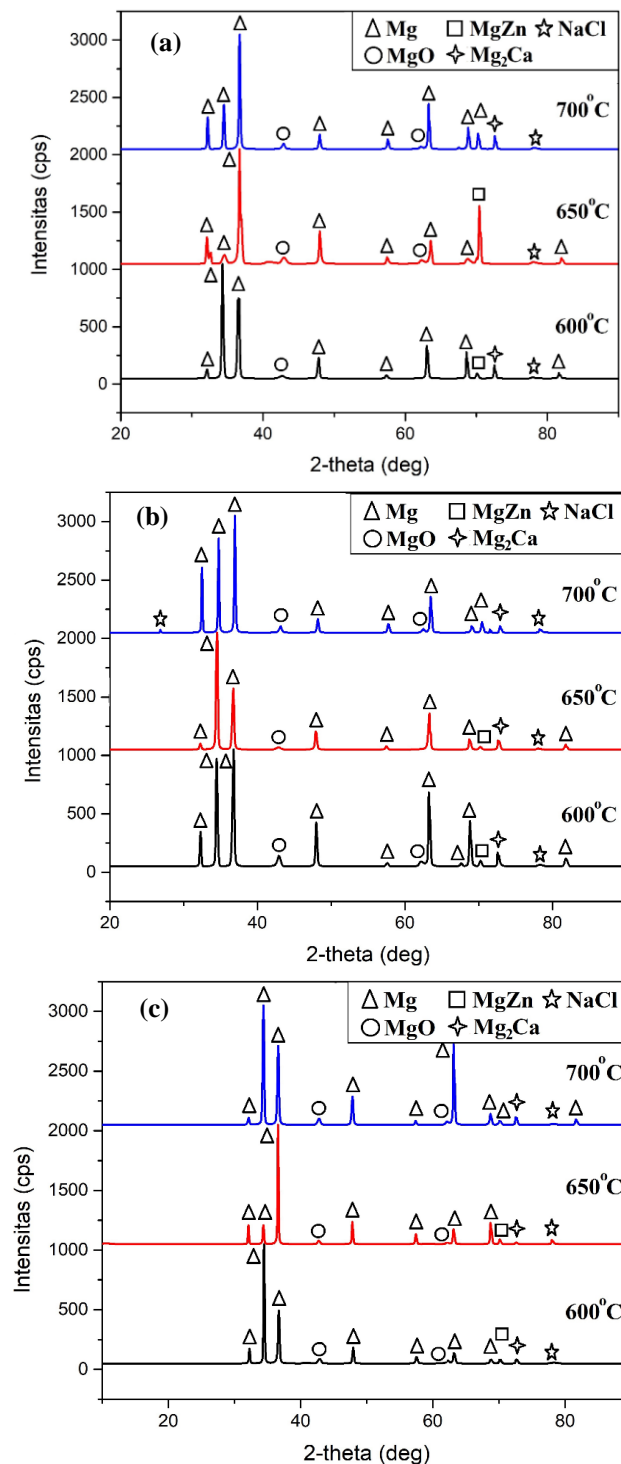 (a)
Mg MgZn NaCl
MgO Mg₂Ca
3000
2500
2000
1500
1000
500
0
Intensitas (cps)
700°C
650°C
600°C
20 40 60 80
2-theta (deg)
(b)
Mg MgZn NaCl
MgO Mg₂Ca
3000
2500
2000
1500
1000
500
0
Intensitas (cps)
700°C
650°C
600°C
20 40 60 80
2-theta (deg)
(c)
Mg MgZn NaCl
MgO Mg₂Ca
3000
2500
2000
1500
1000
500
0
Intensitas (cps)
700°C
650°C
600°C
20 40 60 80
2-theta (deg)